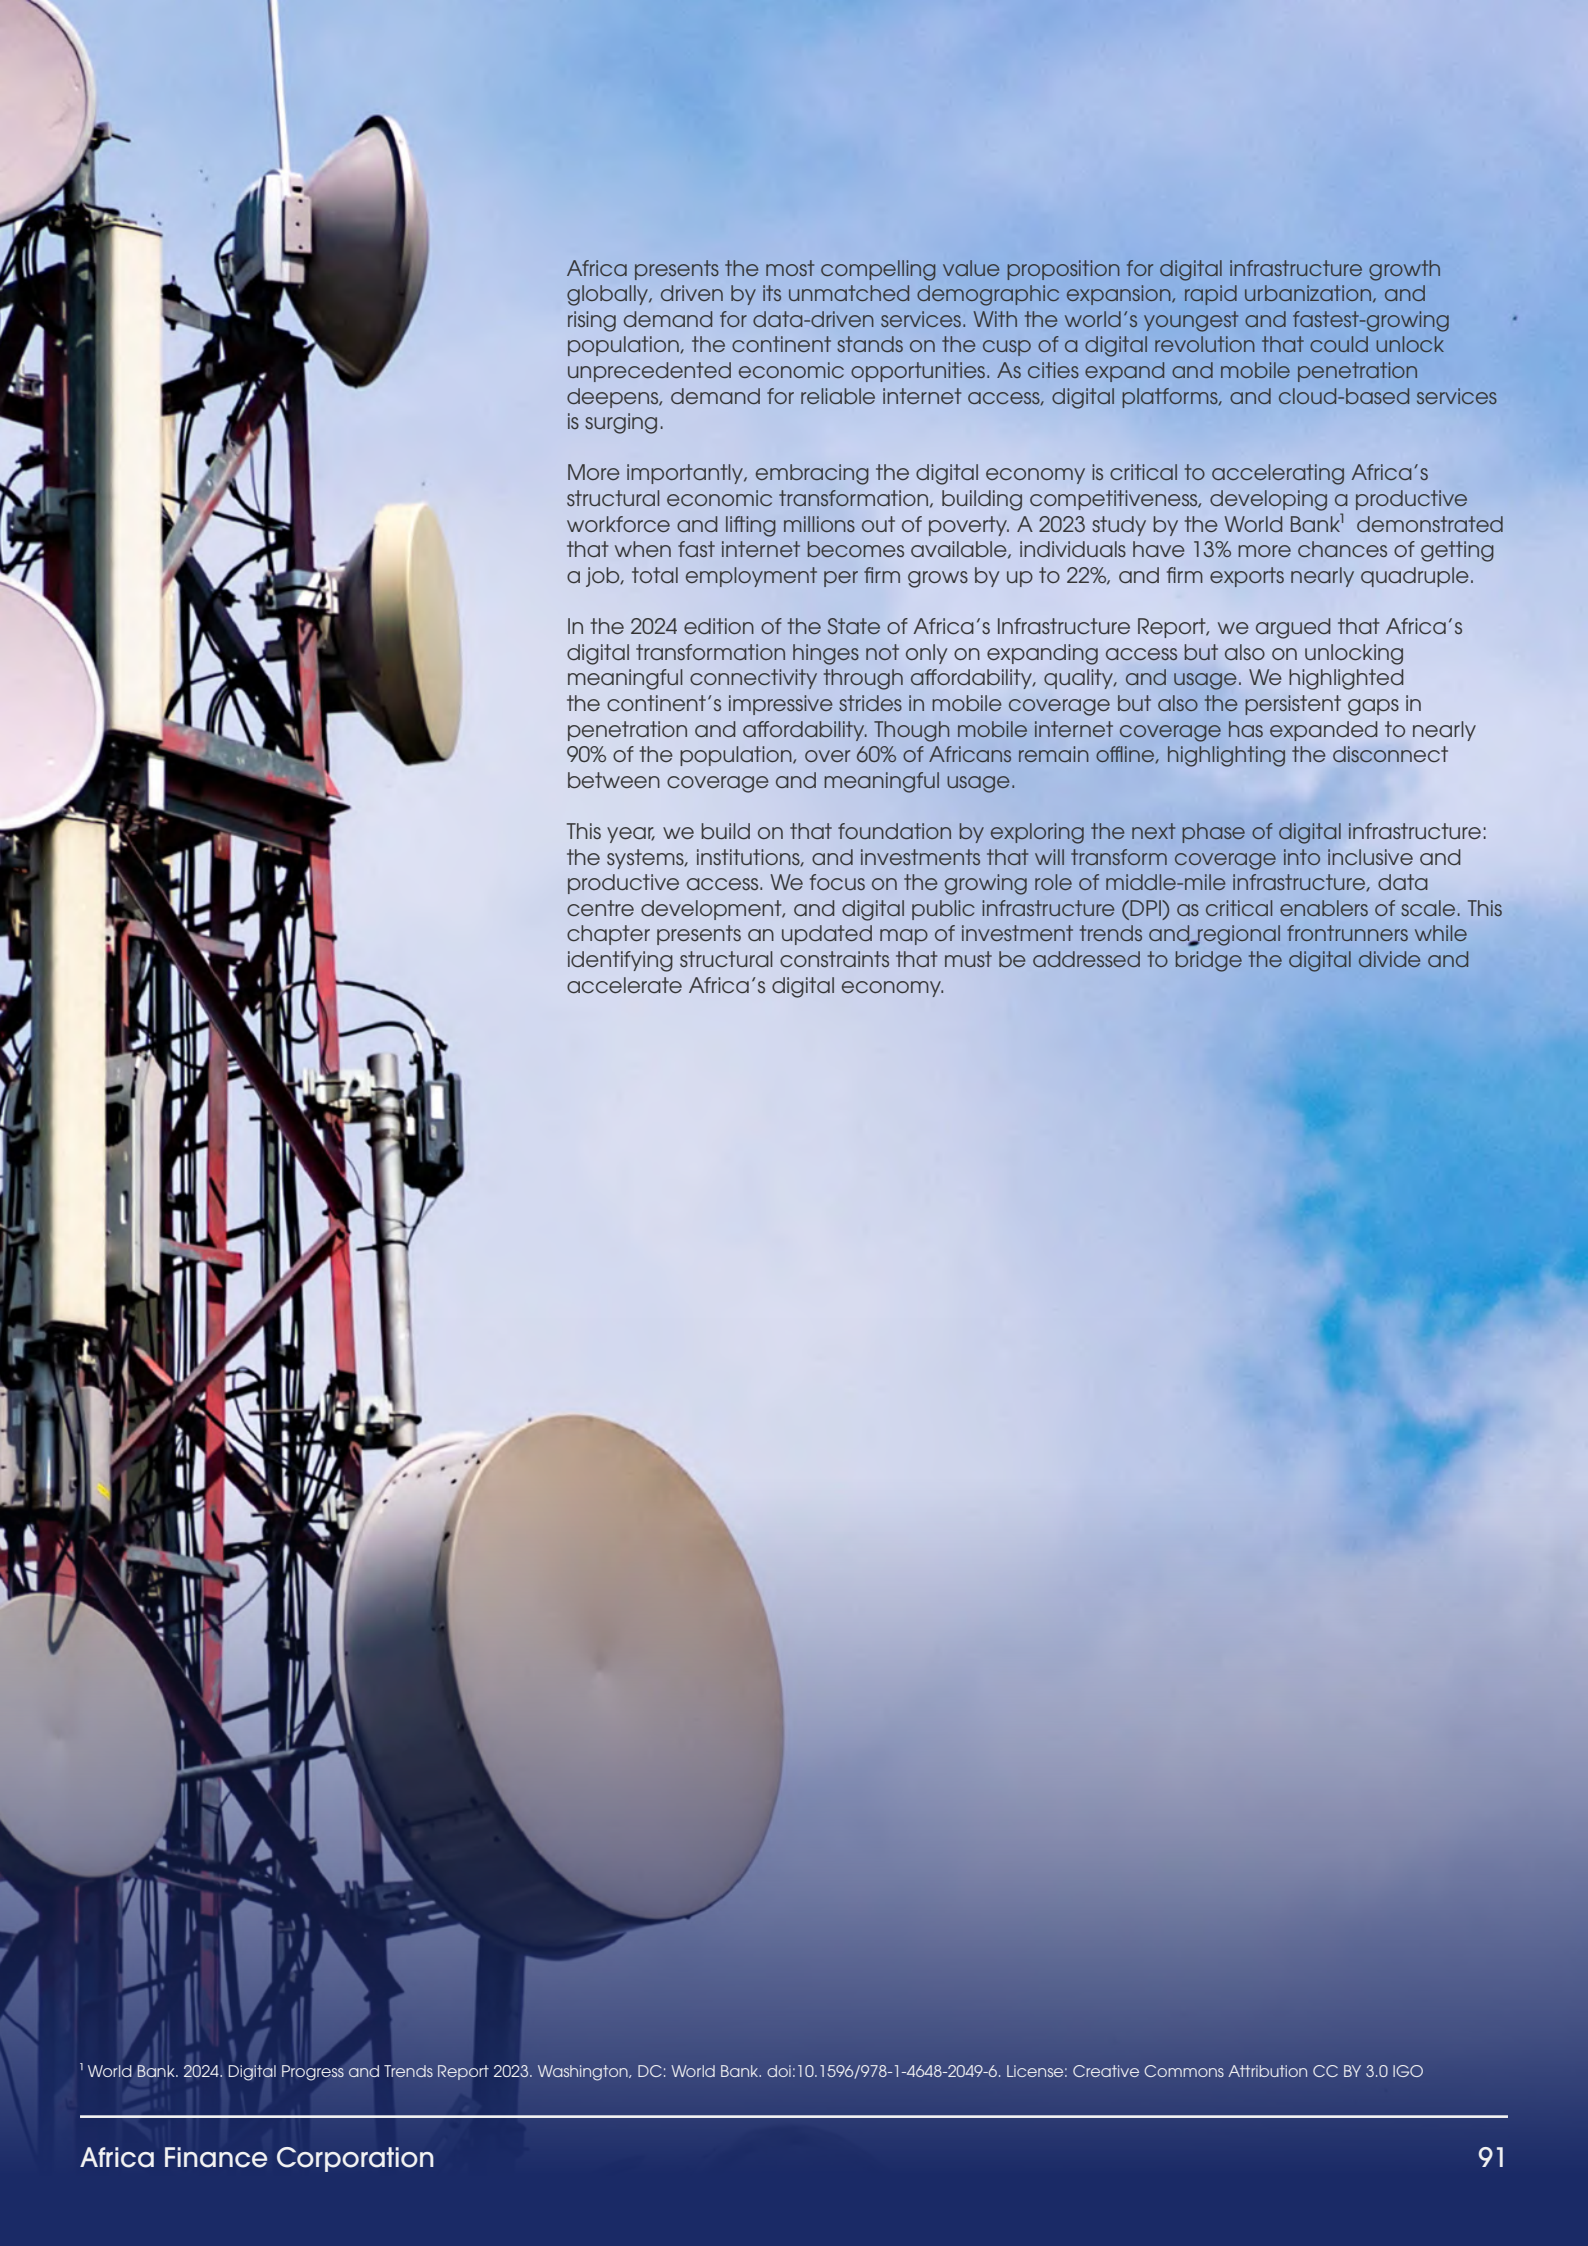 Africa presents the most compelling value proposition for digital infrastructure growth
globally, driven by its unmatched demographic expansion, rapid urbanization, and
rising demand for data-driven services. With the world's youngest and fastest-growing
population, the continent stands on the cusp of a digital revolution that could unlock
unprecedented economic opportunities. As cities expand and mobile penetration
deepens, demand for reliable internet access, digital platforms, and cloud-based services
is surging.
More importantly, embracing the digital economy is critical to accelerating Africa's
structural economic transformation, building competitiveness, developing a productive
workforce and lifting millions out of poverty. A 2023 study by the World Bank¹ demonstrated
that when fast internet becomes available, individuals have 13% more chances of getting
a job, total employment per firm grows by up to 22%, and firm exports nearly quadruple.
In the 2024 edition of the State of Africa's Infrastructure Report, we argued that Africa's
digital transformation hinges not only on expanding access but also on unlocking
meaningful connectivity through affordability, quality, and usage. We highlighted
the continent's impressive strides in mobile coverage but also the persistent gaps in
penetration and affordability. Though mobile internet coverage has expanded to nearly
90% of the population, over 60% of Africans remain offline, highlighting the disconnect
between coverage and meaningful usage.
This year, we build on that foundation by exploring the next phase of digital infrastructure:
the systems, institutions, and investments that will transform coverage into inclusive and
productive access. We focus on the growing role of middle-mile infrastructure, data
centre development, and digital public infrastructure (DPI) as critical enablers of scale. This
chapter presents an updated map of investment trends and regional frontrunners while
identifying structural constraints that must be addressed to bridge the digital divide and
accelerate Africa's digital economy.
¹ World Bank. 2024. Digital Progress and Trends Report 2023. Washington, DC: World Bank. doi:10.1596/978-1-4648-2049-6. License: Creative Commons Attribution CC BY 3.0 IGO
Africa Finance Corporation
91